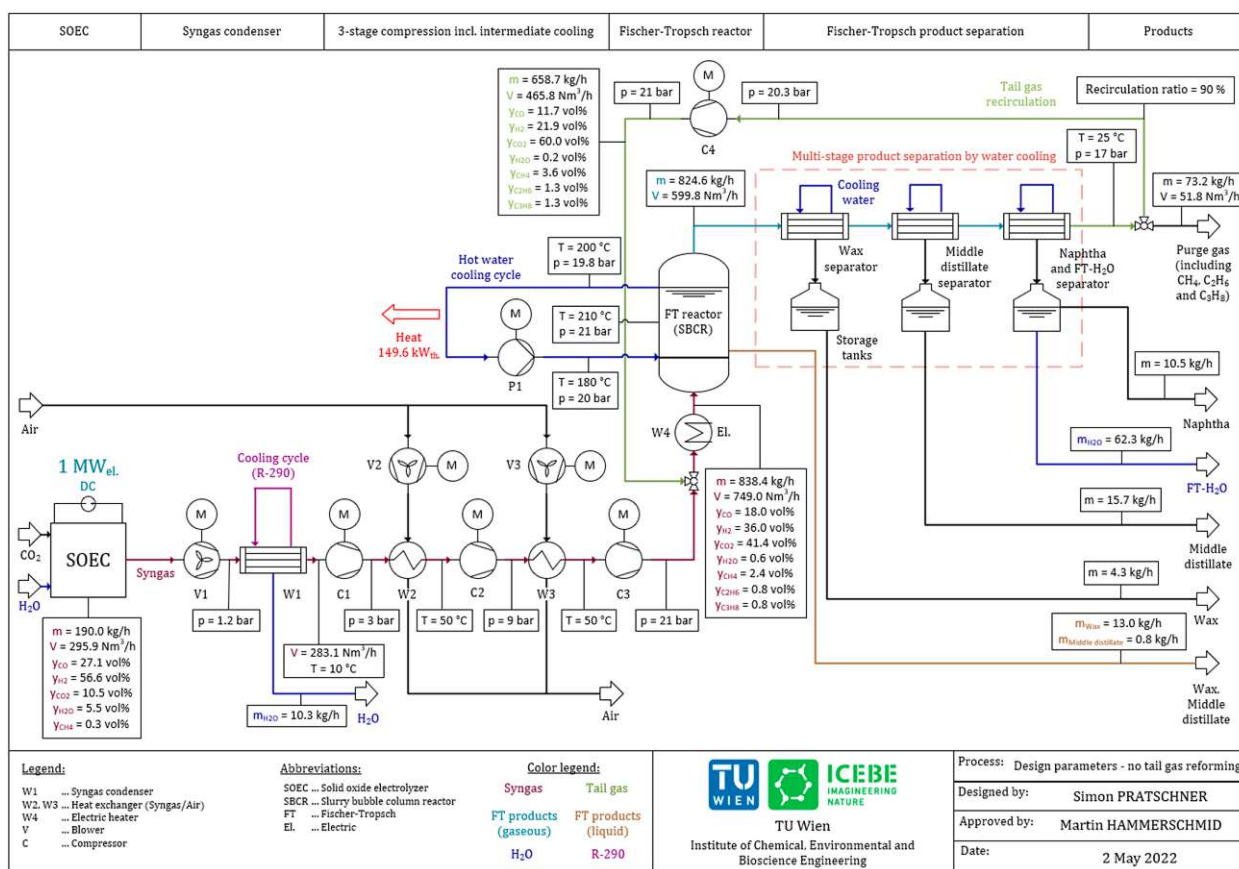 SOEC
Syngas condenser
3-stage compression incl. intermediate cooling
Fischer-Tropsch reactor
Fischer-Tropsch product separation
Products
m = 658.7 kg/h
V = 465.8 Nm³/h
yCO = 11.7 vol%
yH2 = 21.9 vol%
yCO2 = 60.0 vol%
yH2O = 0.2 vol%
yCH4 = 3.6 vol%
yC2H6 = 1.3 vol%
yC3H8 = 1.3 vol%
p = 21 bar
M
C4
p = 20.3 bar
Tail gas
recirculation
Recirculation ratio = 90 %
T = 25 °C
p = 17 bar
Multi-stage product separation by water cooling
m = 824.6 kg/h
V = 599.8 Nm³/h
Cooling
water
m = 73.2 kg/h
V = 51.8 Nm³/h
Purge gas
(including
CH4, C2H6
and C3H8)
Wax
separator
Middle
distillate
separator
Naphtha
and FT-H2O
separator
Storage
tanks
T = 200 °C
p = 19.8 bar
Hot water
cooling cycle
Heat
149.6 kWth.
M
P1
T = 210 °C
p = 21 bar
FT reactor
(SBCR)
T = 180 °C
p = 20 bar
m = 10.5 kg/h
Naphtha
mH2O = 62.3 kg/h
FT-H2O
m = 15.7 kg/h
Middle
distillate
m = 4.3 kg/h
Wax
mWax = 13.0 kg/h
mMiddle distillate = 0.8 kg/h
Wax.
Middle
distillate
W4
El.
m = 838.4 kg/h
V = 749.0 Nm³/h
yCO = 18.0 vol%
yH2 = 36.0 vol%
yCO2 = 41.4 vol%
yH2O = 0.6 vol%
yCH4 = 2.4 vol%
yC2H6 = 0.8 vol%
yC3H8 = 0.8 vol%
Air
V2
M
V3
M
1 MWel.
DC
Cooling cycle
(R-290)
CO2
SOEC
H2O
Syngas
M
V1
W1
M
C1
W2
M
C2
W3
M
C3
p = 1.2 bar
p = 3 bar
T = 50 °C
p = 9 bar
T = 50 °C
p = 21 bar
V = 283.1 Nm³/h
T = 10 °C
m = 190.0 kg/h
V = 295.9 Nm³/h
yCO = 27.1 vol%
yH2 = 56.6 vol%
yCO2 = 10.5 vol%
yH2O = 5.5 vol%
yCH4 = 0.3 vol%
mH2O = 10.3 kg/h
H2O
Air
Legend:
W1 ... Syngas condenser
W2, W3 ... Heat exchanger (Syngas/Air)
W4 ... Electric heater
V ... Blower
C ... Compressor
Abbreviations:
SOEC ... Solid oxide electrolyzer
SBCR ... Slurry bubble column reactor
FT ... Fischer-Tropsch
El. ... Electric
Color legend:
Syngas
Tail gas
FT products
(gaseous)
FT products
(liquid)
H2O
R-290
TU
WIEN
ICEBE
IMAGINEERING
NATURE
TU Wien
Institute of Chemical, Environmental and
Bioscience Engineering
Process: Design parameters - no tail gas reforming
Designed by: Simon PRATSCHNER
Approved by: Martin HAMMERSCHMID
Date: 2 May 2022